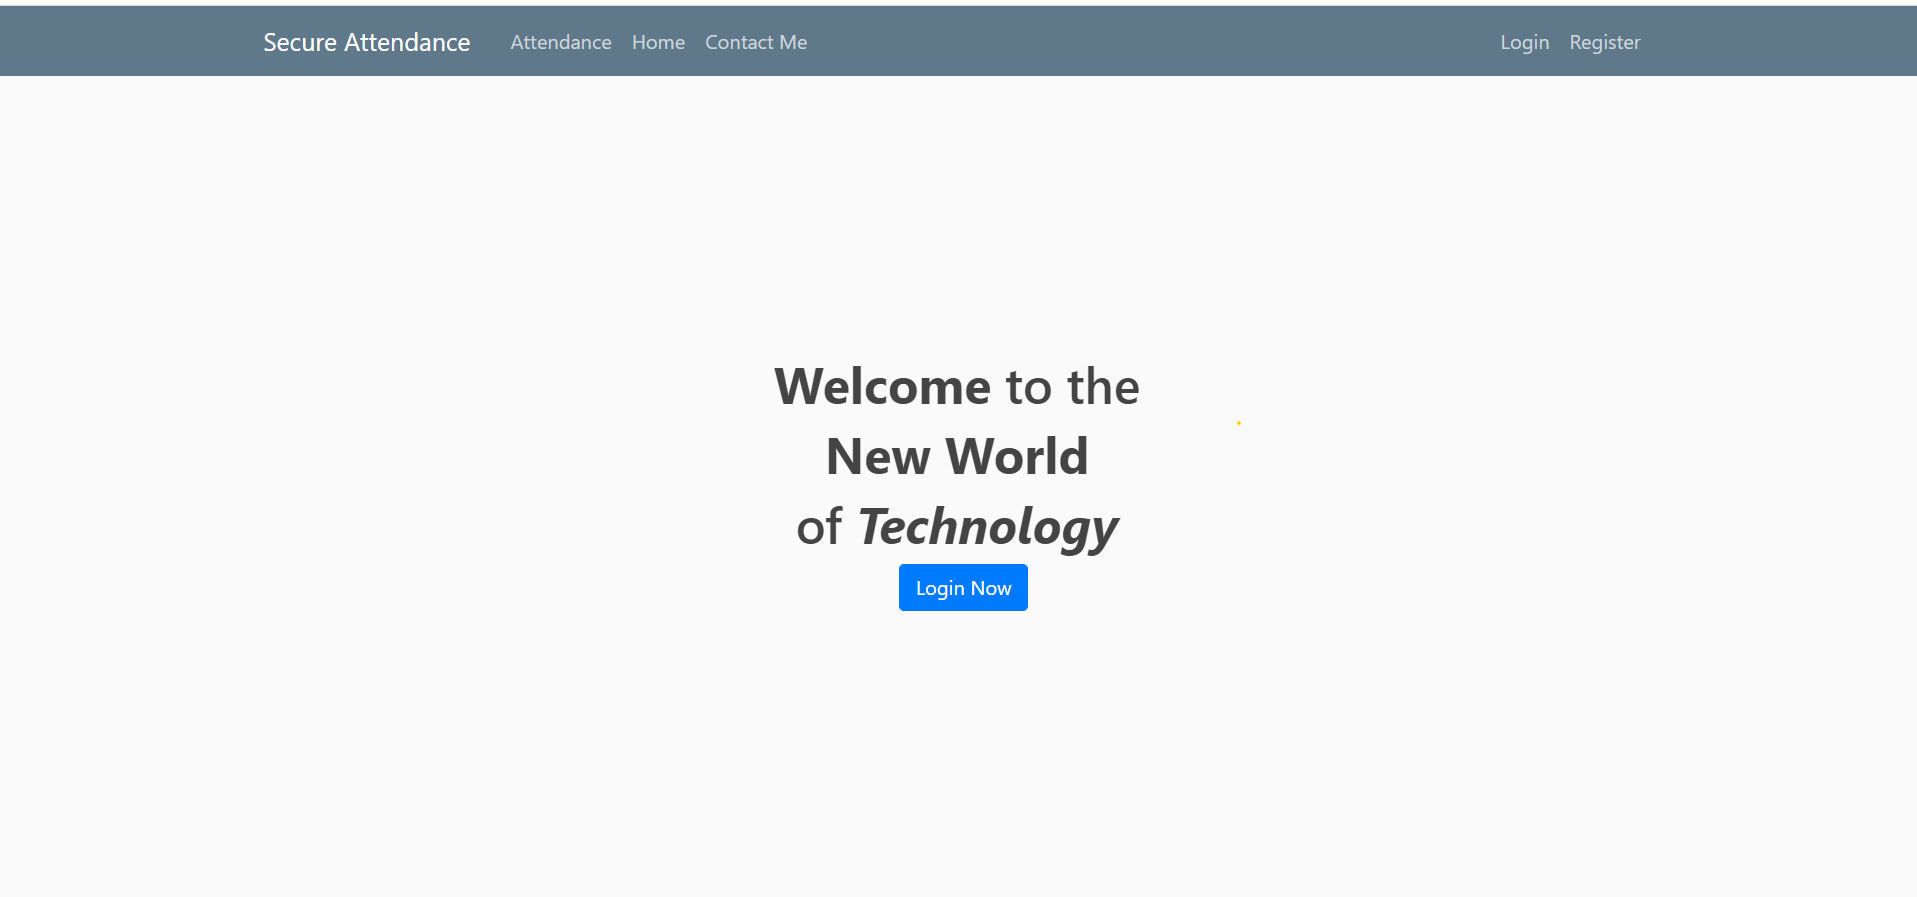 Secure Attendance Attendance Home Contact Me Login Register
Welcome to the
New World
of Technology
Login Now